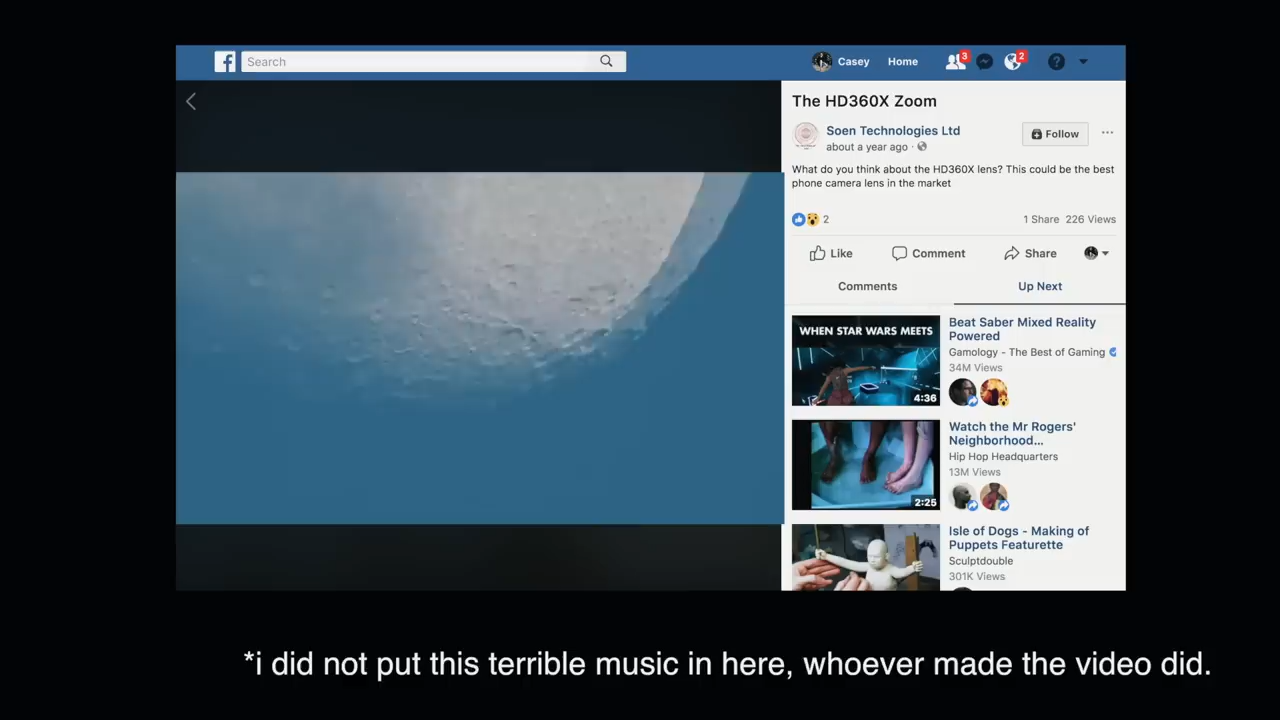 f Search Casey Home 3 2 ?
The HD360X Zoom
Soen Technologies Ltd
Follow
about a year ago
What do you think about the HD360X lens? This could be the best
phone camera lens in the market
2
1 Share 226 Views
Like Comment Share
Comments Up Next
WHEN STAR WARS MEETS
4:36
Beat Saber Mixed Reality
Powered
Gamology - The Best of Gaming
34M Views
2:25
Watch the Mr Rogers'
Neighborhood...
Hip Hop Headquarters
13M Views
Isle of Dogs - Making of
Puppets Featurette
Sculptdouble
301K Views
*i did not put this terrible music in here, whoever made the video did.